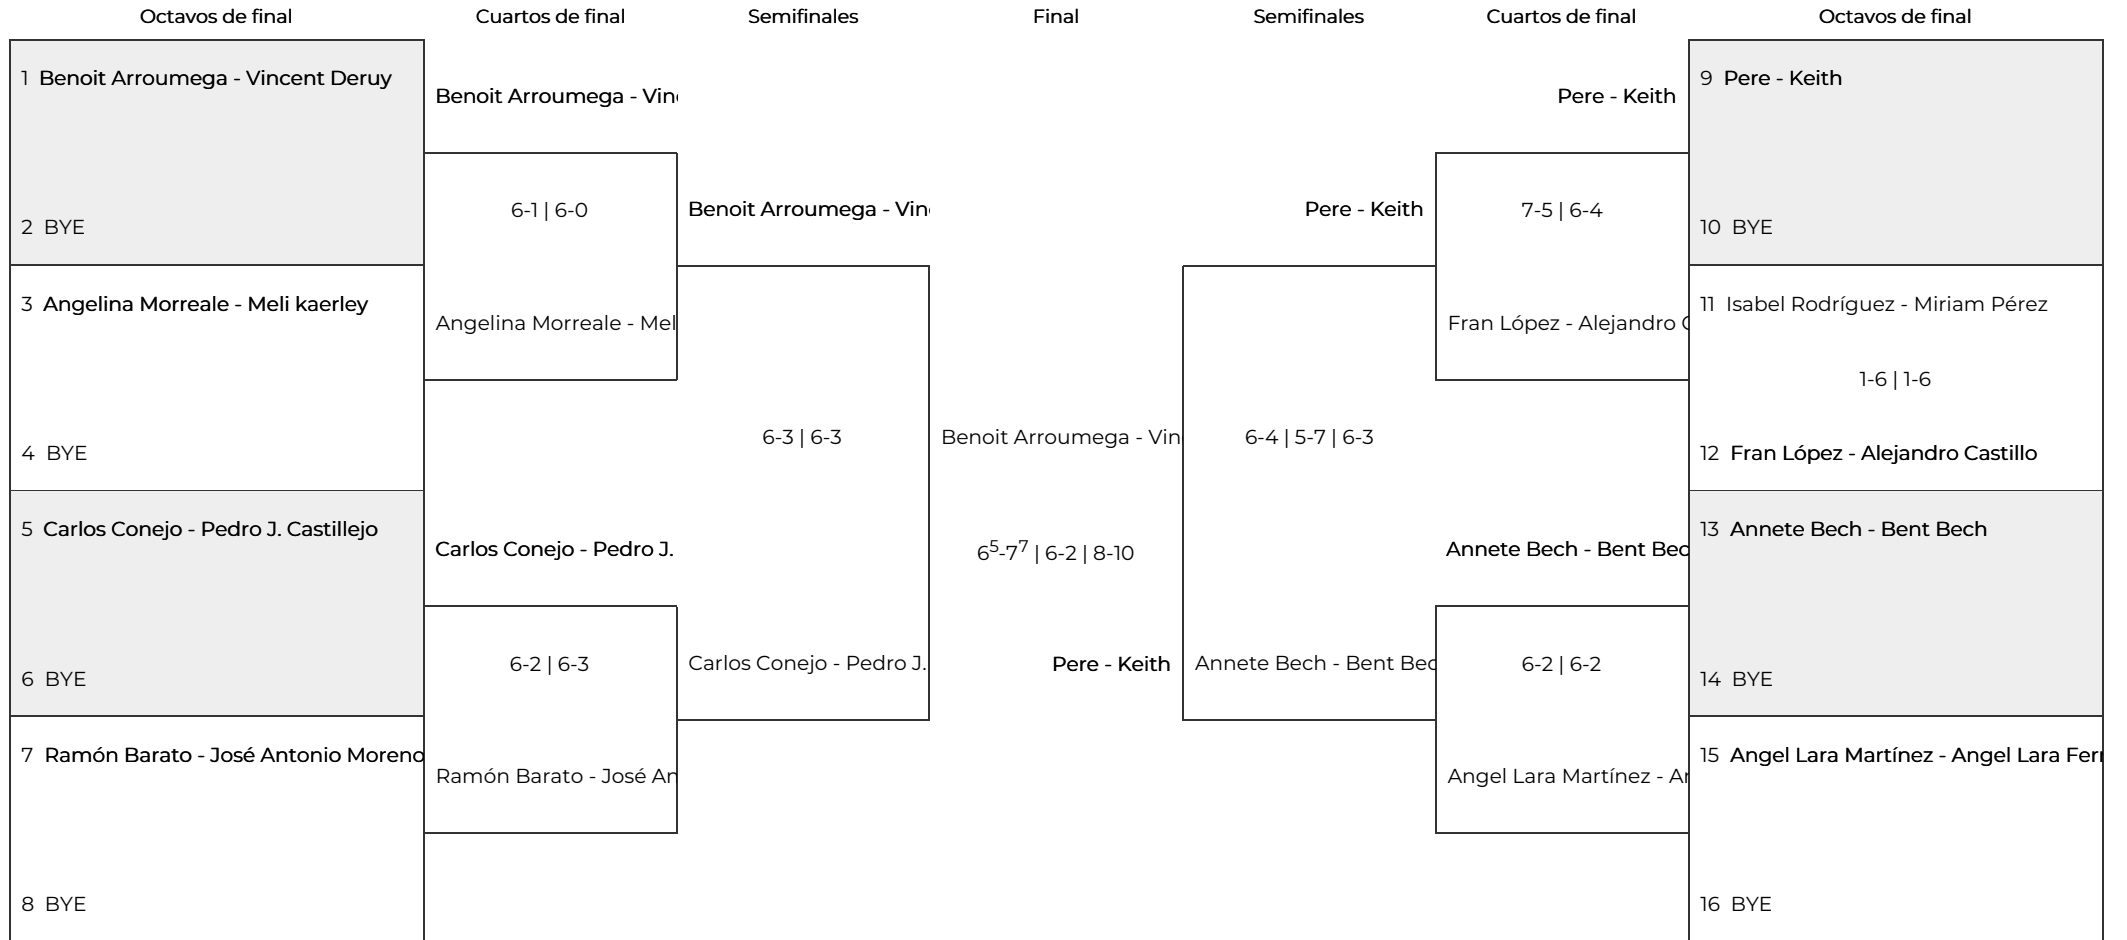 Octavos de final
Cuartos de final
Semifinales
Final
Semifinales
Cuartos de final
Octavos de final
1 Benoit Arroumega - Vincent Deruy
2 BYE
3 Angelina Morreale - Meli kaerley
4 BYE
5 Carlos Conejo - Pedro J. Castillejo
6 BYE
7 Ramón Barato - José Antonio Moreno
8 BYE
Benoit Arroumega - Vin
6-1 | 6-0
Angelina Morreale - Mel
Carlos Conejo - Pedro J.
6-2 | 6-3
Ramón Barato - José An
Benoit Arroumega - Vin
6-3 | 6-3
Carlos Conejo - Pedro J.
Benoit Arroumega - Vin
6⁵-7⁷ | 6-2 | 8-10
Pere - Keith
Pere - Keith
6-4 | 5-7 | 6-3
Annete Bech - Bent Bec
Pere - Keith
7-5 | 6-4
Fran López - Alejandro C
Annete Bech - Bent Bec
6-2 | 6-2
Angel Lara Martínez - An
9 Pere - Keith
10 BYE
11 Isabel Rodríguez - Miriam Pérez
1-6 | 1-6
12 Fran López - Alejandro Castillo
13 Annete Bech - Bent Bech
14 BYE
15 Angel Lara Martínez - Angel Lara Fer
16 BYE